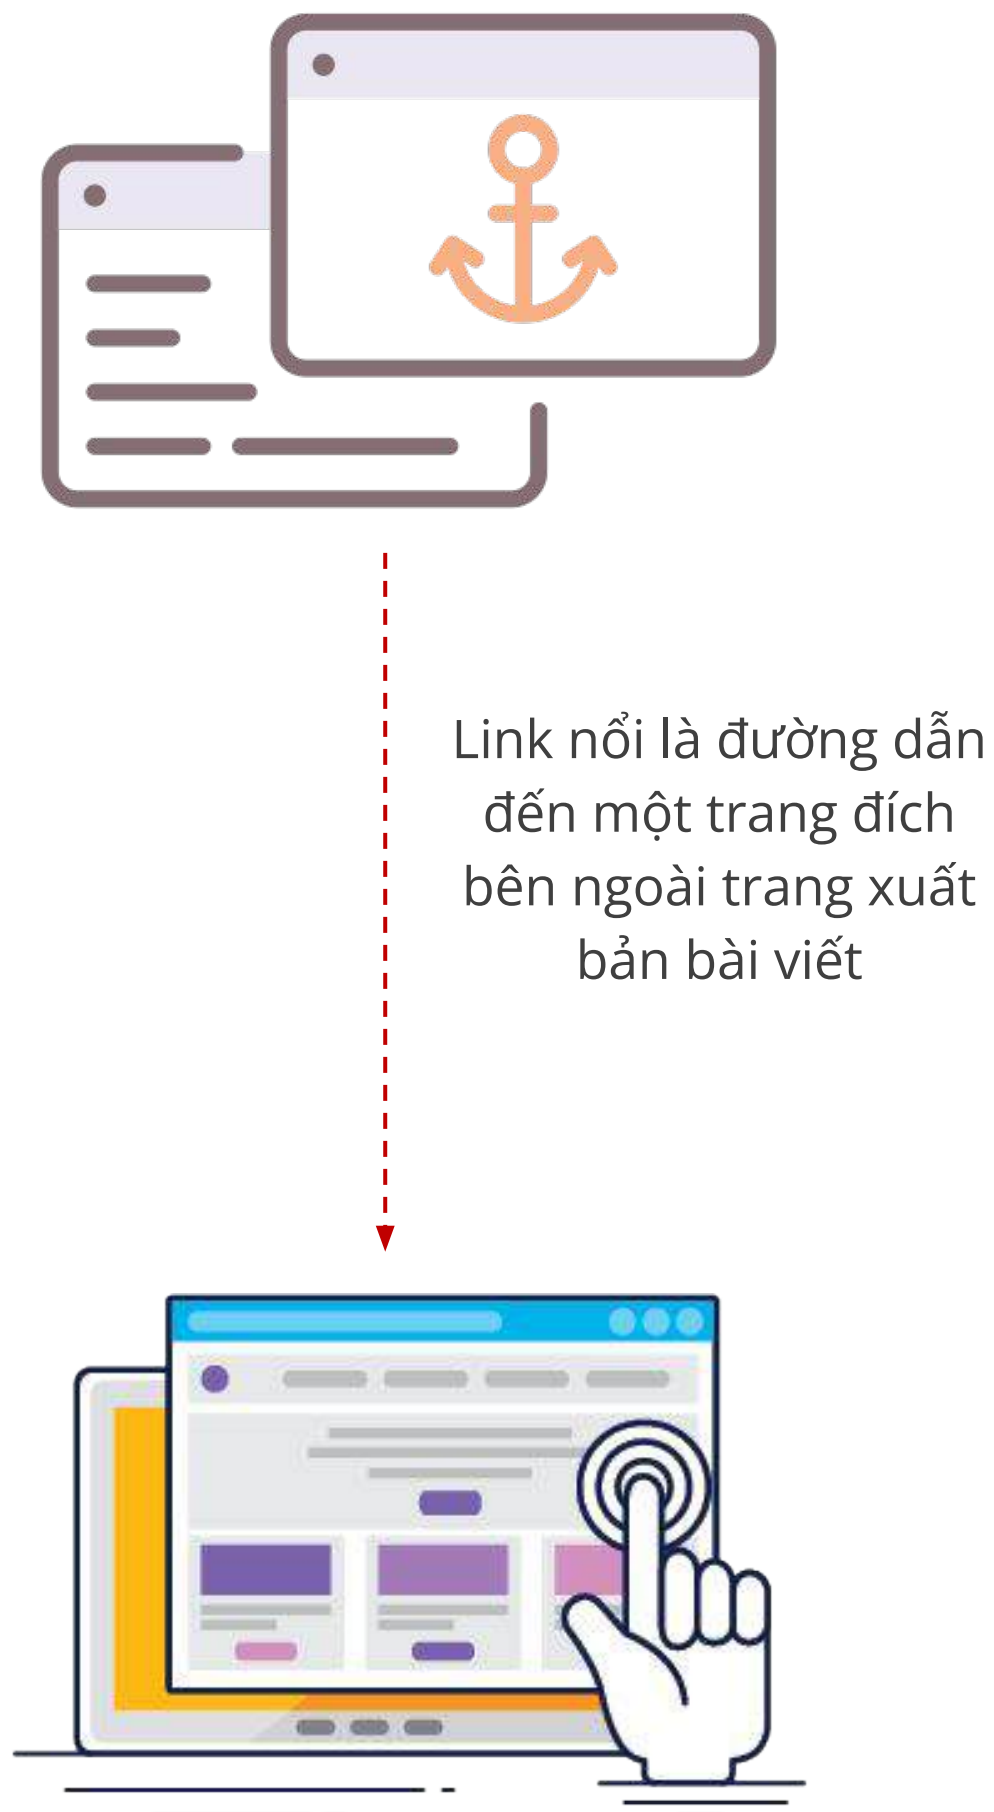 Link nổi là đường dẫn
đến một trang đích
bên ngoài trang xuất
bản bài viết